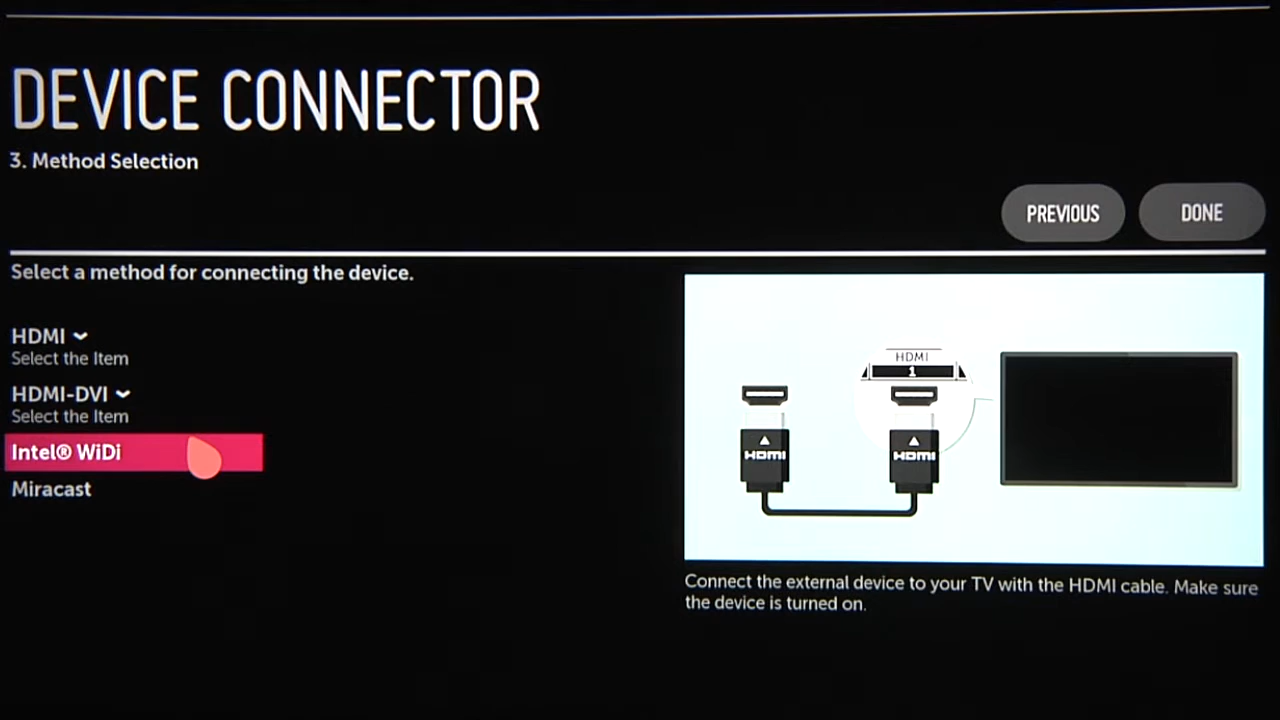 DEVICE CONNECTOR
3. Method Selection
PREVIOUS
DONE
Select a method for connecting the device.
HDMI
Select the Item
HDMI-DVI
Select the Item
Intel® WiDi
Miracast
HDMI
1
HDMI
HDMI
Connect the external device to your TV with the HDMI cable. Make sure
the device is turned on.